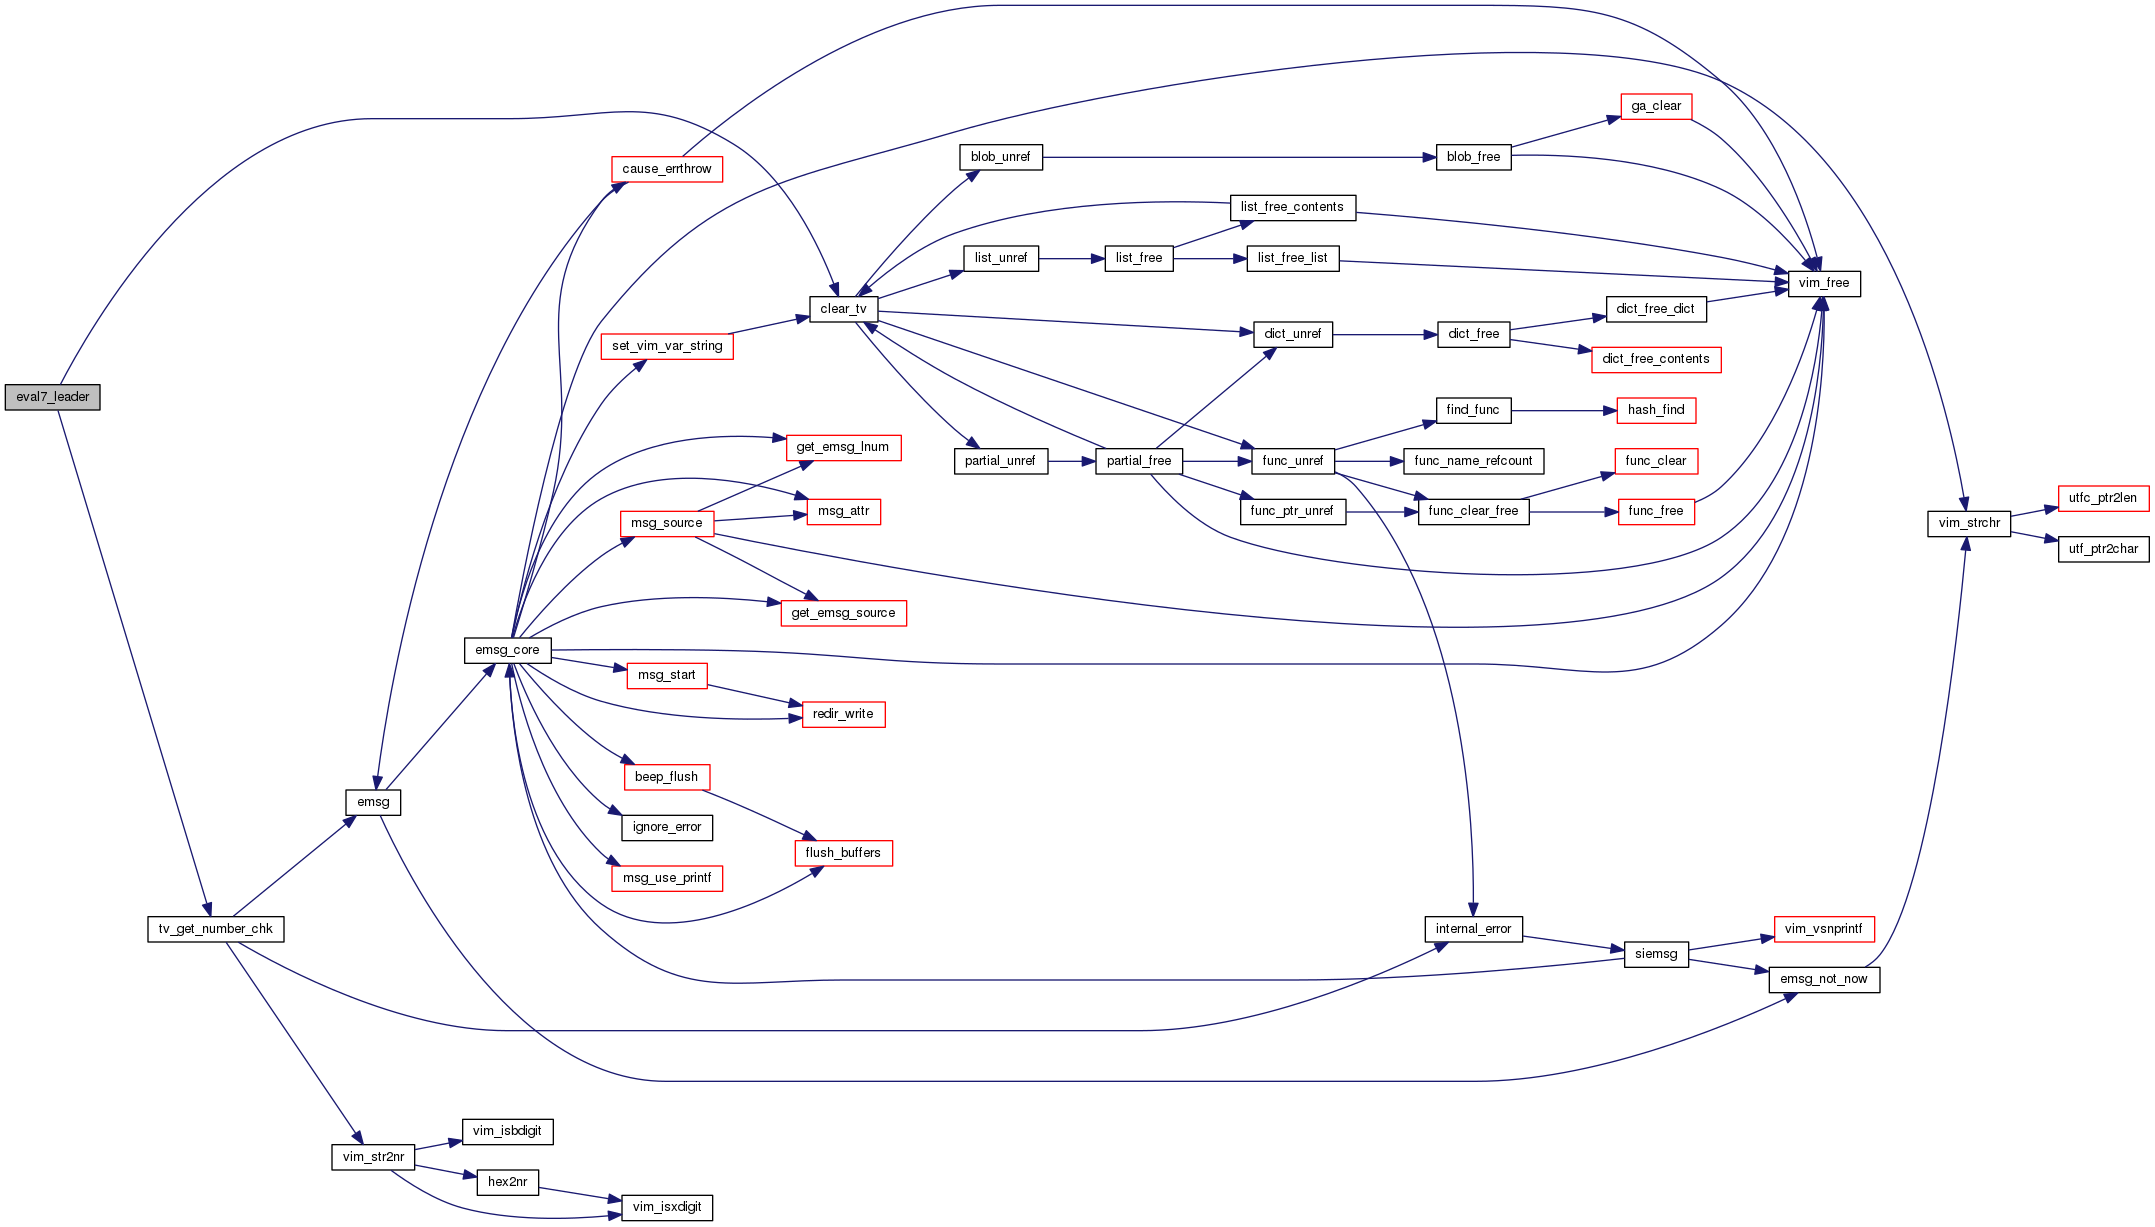 eval7_leader
cause_errthrow
set_vim_var_string
clear_tv
blob_unref
blob_free
ga_clear
list_unref
list_free
list_free_contents
list_free_list
vim_free
dict_unref
dict_free
dict_free_dict
dict_free_contents
find_func
hash_find
partial_unref
partial_free
func_unref
func_name_refcount
func_clear
func_ptr_unref
func_clear_free
func_free
get_emsg_lnum
msg_source
msg_attr
get_emsg_source
vim_strchr
utfc_ptr2len
utf_ptr2char
emsg_core
msg_start
redir_write
beep_flush
ignore_error
flush_buffers
msg_use_printf
emsg
tv_get_number_chk
internal_error
siemsg
vim_vsnprintf
emsg_not_now
vim_str2nr
vim_isbdigit
hex2nr
vim_isxdigit